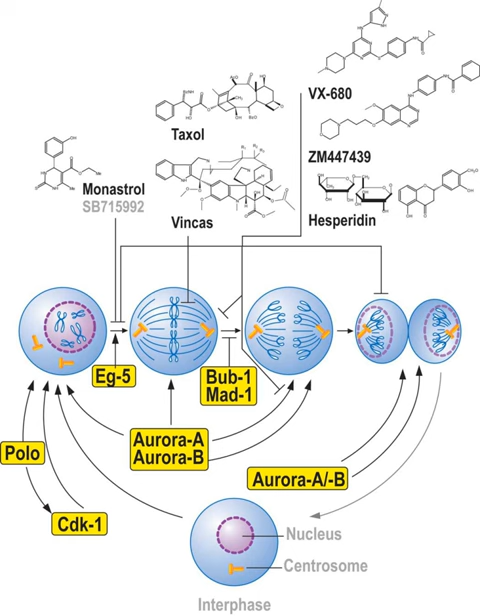 VX-680
Taxol
ZM447439
Monastrol
SB715992
Vincas
Hesperidin
Eg-5
Bub-1
Mad-1
Aurora-A
Aurora-B
Polo
Aurora-A/-B
Cdk-1
Nucleus
Centrosome
Interphase